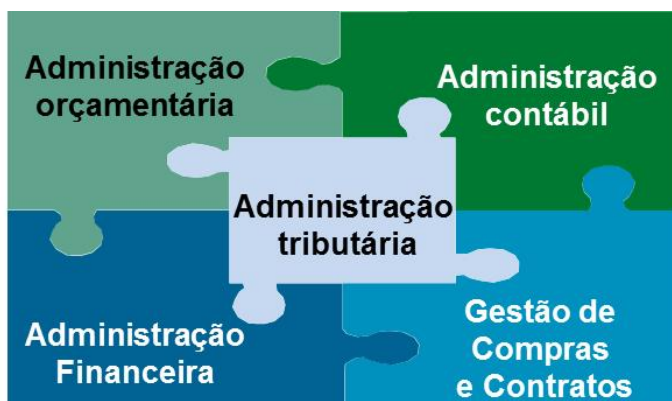 Administração
orçamentária
Administração
contábil
Administração
tributária
Administração
Financeira
Gestão de
Compras
e Contratos